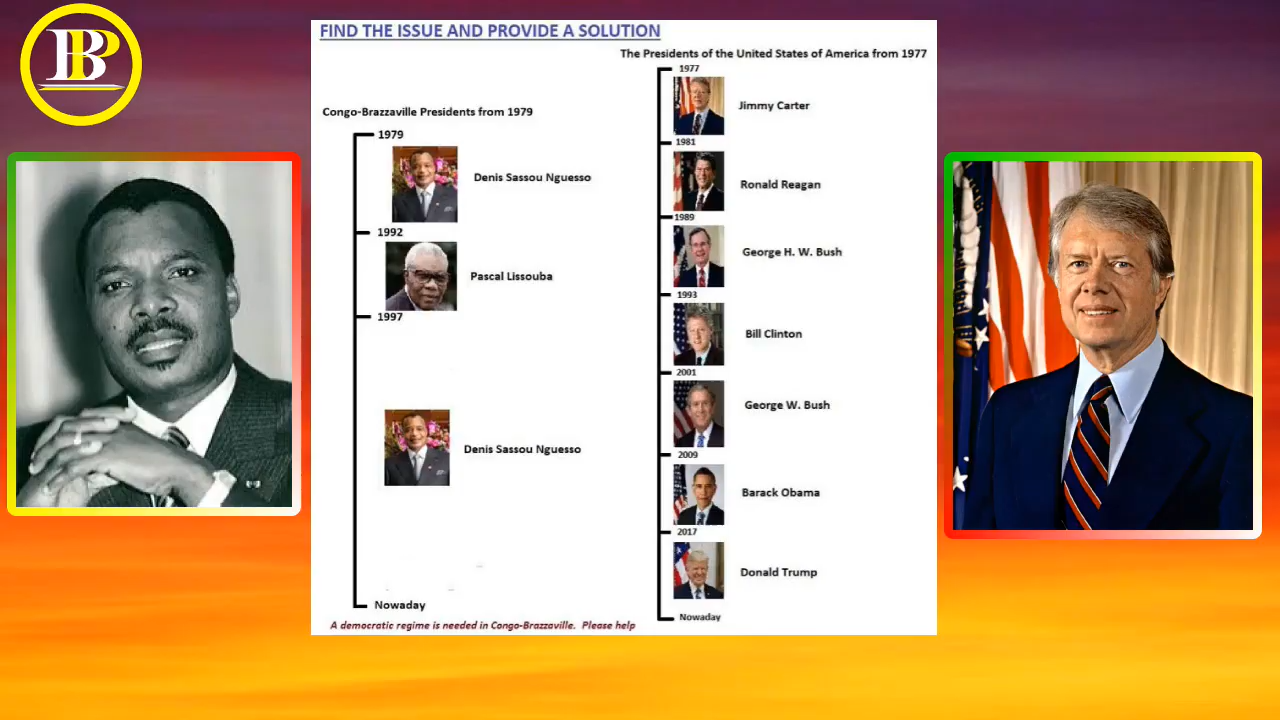 BP
FIND THE ISSUE AND PROVIDE A SOLUTION
The Presidents of the United States of America from 1977
Congo-Brazzaville Presidents from 1979
1979
Denis Sassou Nguesso
1992
Pascal Lissouba
1997
Denis Sassou Nguesso
Nowaday
A democratic regime is needed in Congo-Brazzaville. Please help
1977
Jimmy Carter
1981
Ronald Reagan
1989
George H. W. Bush
1993
Bill Clinton
2001
George W. Bush
2009
Barack Obama
2017
Donald Trump
Nowaday